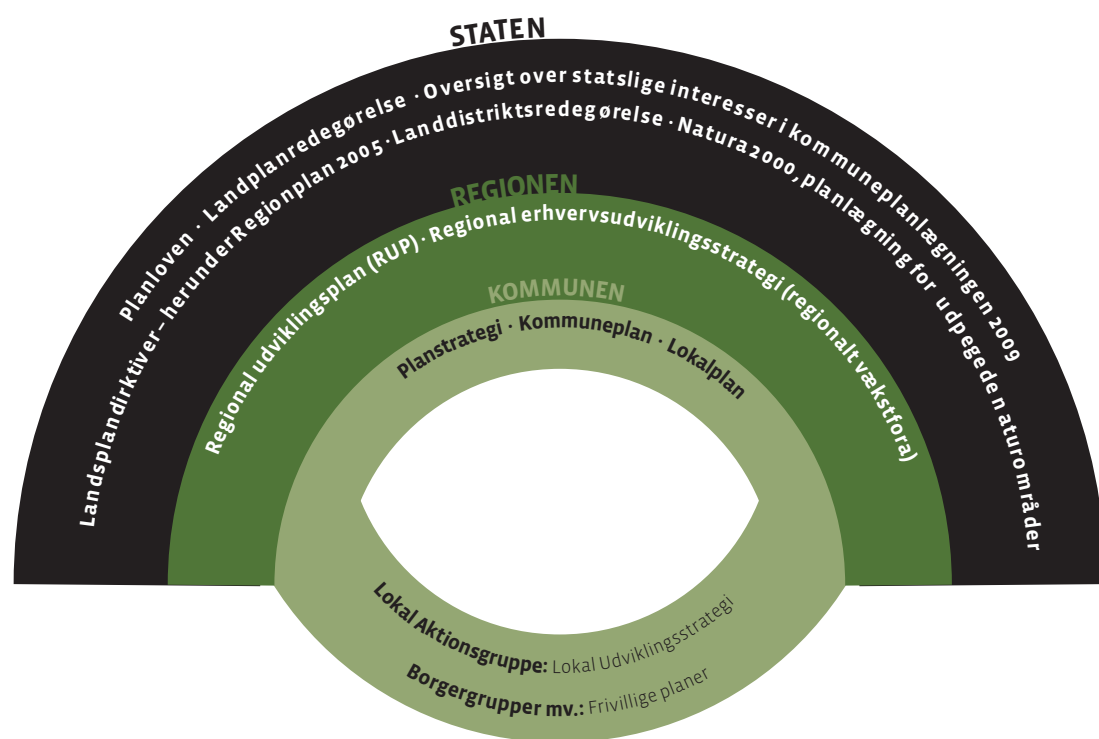 STATEN
Planloven · Landplanredegørelse · Oversigt over statslige interesser i kommuneplanlægningen 2009
Landsplandirktiver – herunder Regionplan 2005 · Landdistriktsredegørelse · Natura 2000, planlægning for udpegede naturområder
REGIONEN
Regional udviklingsplan (RUP) · Regional erhvervsudviklingsstrategi (regionalt vækstfora)
KOMMUNEN
Planstrategi · Kommuneplan · Lokalplan
Lokal Aktionsgruppe: Lokal Udviklingsstrategi
Borgergrupper mv.: Frivillige planer